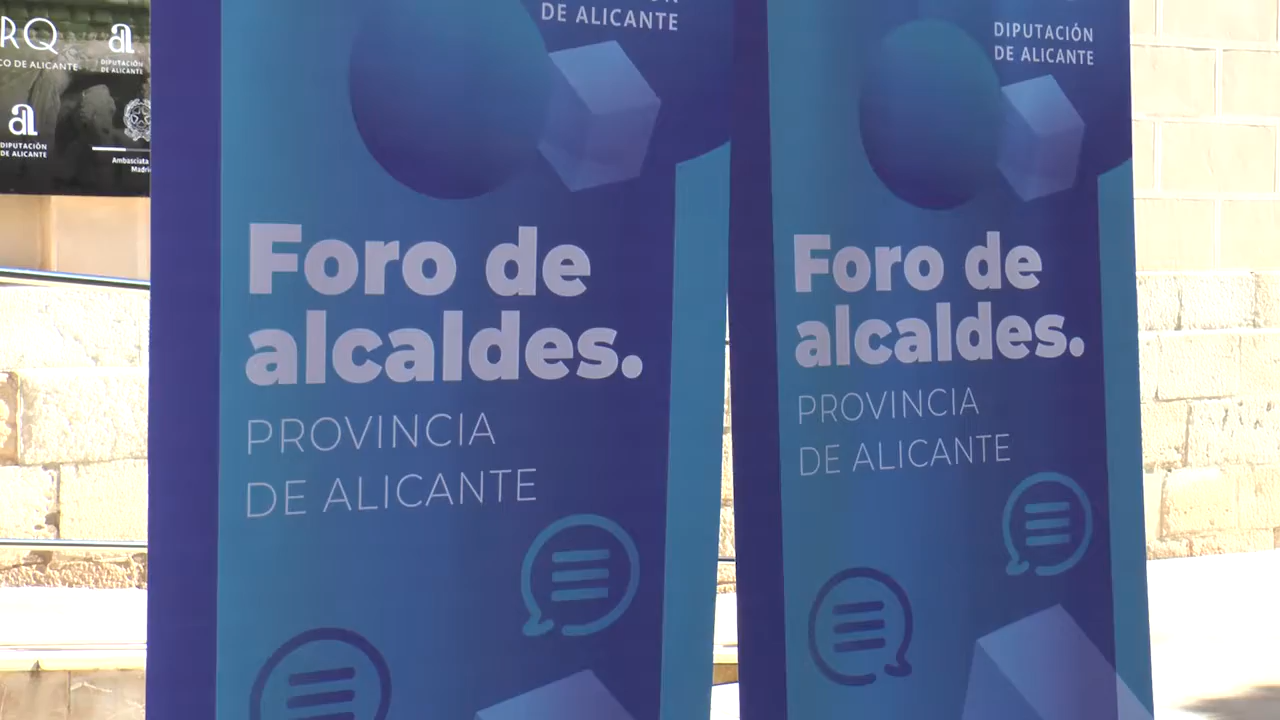 RQ
CO DE ALICANTE
DIPUTACIÓN
DE ALICANTE
DIPUTACIÓN
DE ALICANTE
Ambasciata
DE ALICANTE
Foro de
alcaldes.
PROVINCIA
DE ALICANTE
DIPUTACIÓN
DE ALICANTE
Foro de
alcaldes.
PROVINCIA
DE ALICANTE